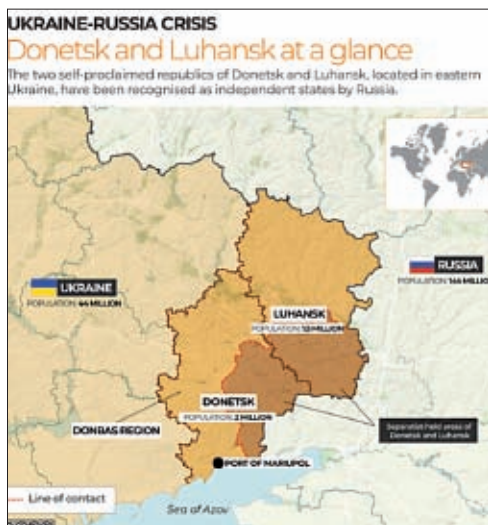 UKRAINE-RUSSIA CRISIS
Donetsk and Luhansk at a glance
The two self-proclaimed republics of Donetsk and Luhansk, located in eastern
Ukraine, have been recognised as independent states by Russia.
UKRAINE
POPULATION: 44 MILLION
RUSSIA
POPULATION: 144 MILLION
LUHANSK
POPULATION: MILLION
DONETSK
POPULATION: 2 MILLION
DONBAS REGION
Separatist-held areas of
Donetsk and Luhansk
PORT OF MARIUPOL
Line of contact
Sea of Azov